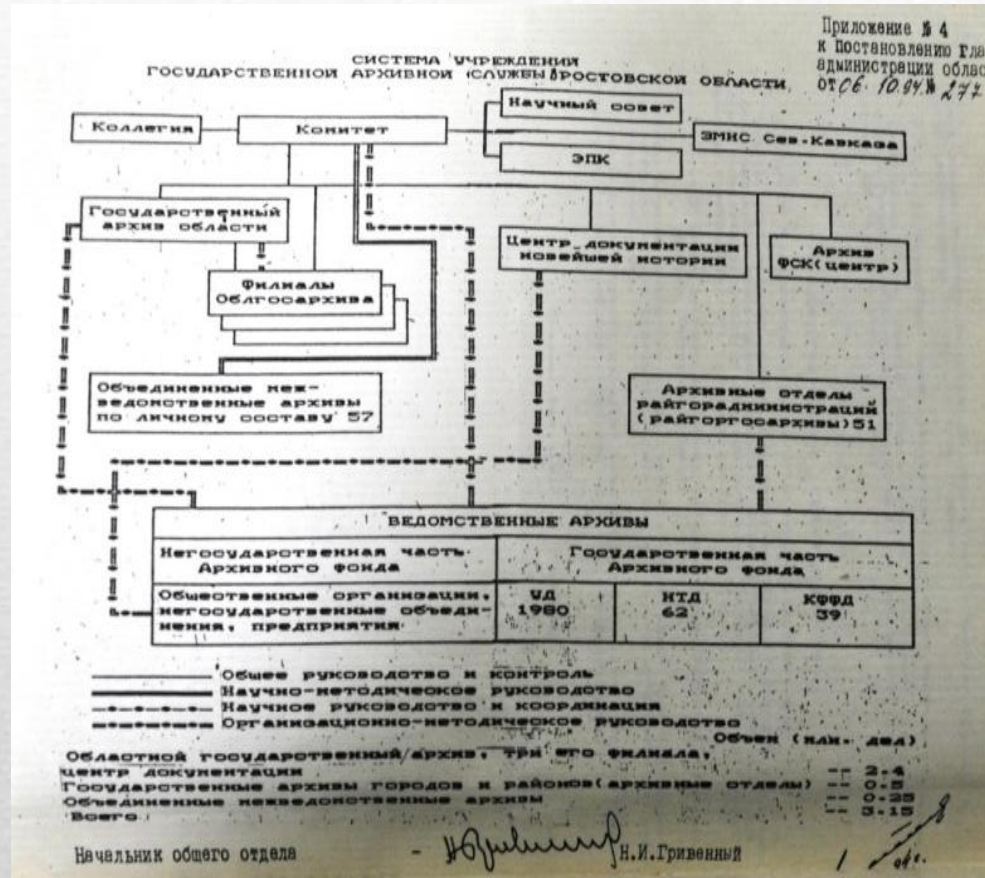 Приложение № 4
к Постановлению Гла
администрации облас
от 06.10.94 № 277
СИСТЕМА УЧРЕЖДЕНИЙ
ГОСУДАРСТВЕННОЙ АРХИВНОЙ СЛУЖБЫ РОСТОВСКОЙ ОБЛАСТИ
Коллегия
Комитет
Научный совет
ЭМНС Сев-Кавказа
ЭПК
Государственный
архив области
Филиалы
Облгосархива
Центр документации
новейшей истории
Архив
ФСК(центр)
Объединенные меж-
ведомственные архивы
по личному составу 57
Архивные отделы
райгорадминистраций
(райгоргосархивы)51
ВЕДОМСТВЕННЫЕ АРХИВЫ
Негосударственная часть
Архивного фонда
Государственная часть
Архивного фонда
Общественные организации,
негосударственные объеди-
нения, предприятия
УД
1980
НТД
62
КФФД
39
Общее руководство и контроль
Научно-методическое руководство
Научное руководство и координация
Организационно-методическое руководство
Объем (млн. дел)
Областной государственный архив, три его филиала,
центр документации -- 2.4
Государственные архивы городов и районов(архивные отделы) -- 0.5
Объединенные межведомственные архивы -- 0.25
Всего -- 3.15
Начальник общего отдела - Н.И.Гривенный